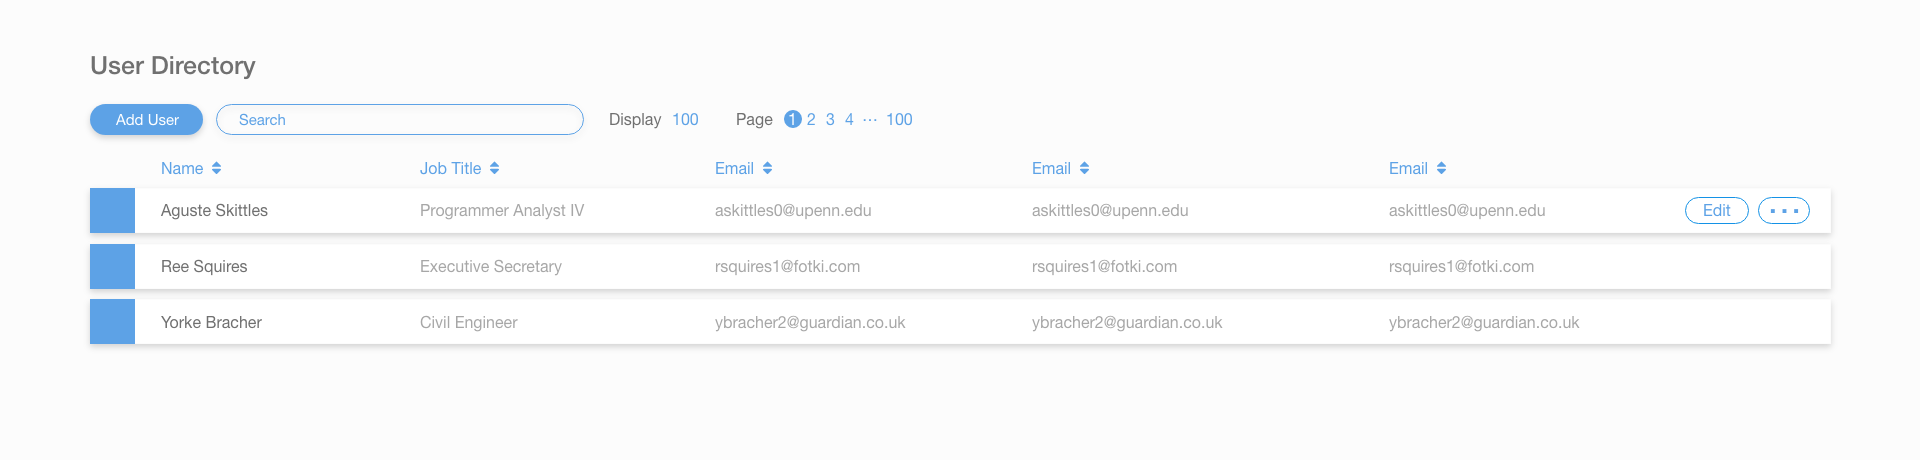 User Directory
Add User Search Display 100 Page 1 2 3 4 ··· 100
Name Job Title Email Email Email
Aguste Skittles Programmer Analyst IV askittles0@upenn.edu askittles0@upenn.edu askittles0@upenn.edu Edit
Ree Squires Executive Secretary rsquires1@fotki.com rsquires1@fotki.com rsquires1@fotki.com
Yorke Bracher Civil Engineer ybracher2@guardian.co.uk ybracher2@guardian.co.uk ybracher2@guardian.co.uk